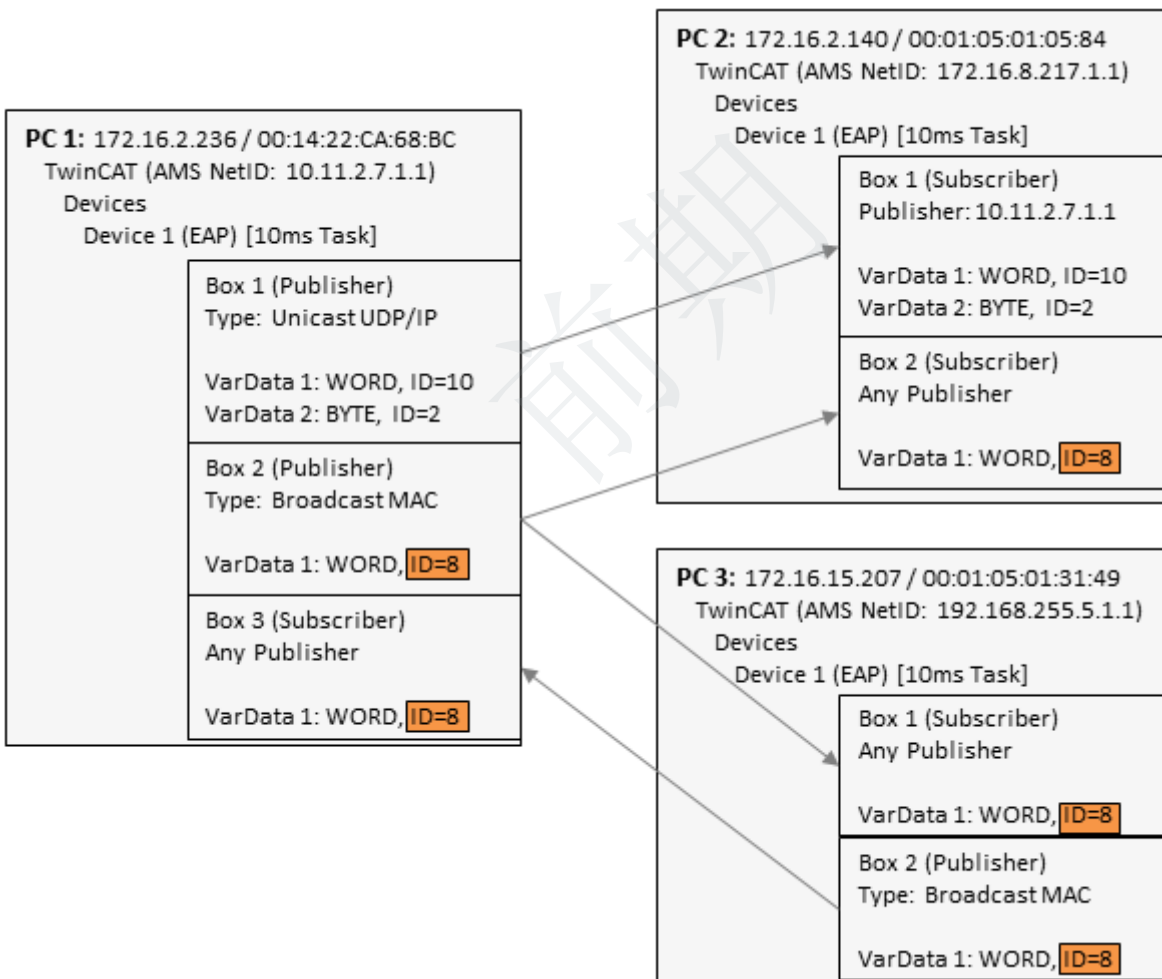 PC 1: 172.16.2.236 / 00:14:22:CA:68:BC
TwinCAT (AMS NetID: 10.11.2.7.1.1)
Devices
Device 1 (EAP) [10ms Task]
Box 1 (Publisher)
Type: Unicast UDP/IP
VarData 1: WORD, ID=10
VarData 2: BYTE, ID=2
Box 2 (Publisher)
Type: Broadcast MAC
VarData 1: WORD, ID=8
Box 3 (Subscriber)
Any Publisher
VarData 1: WORD, ID=8
PC 2: 172.16.2.140 / 00:01:05:01:05:84
TwinCAT (AMS NetID: 172.16.8.217.1.1)
Devices
Device 1 (EAP) [10ms Task]
Box 1 (Subscriber)
Publisher: 10.11.2.7.1.1
VarData 1: WORD, ID=10
VarData 2: BYTE, ID=2
Box 2 (Subscriber)
Any Publisher
VarData 1: WORD, ID=8
PC 3: 172.16.15.207 / 00:01:05:01:31:49
TwinCAT (AMS NetID: 192.168.255.5.1.1)
Devices
Device 1 (EAP) [10ms Task]
Box 1 (Subscriber)
Any Publisher
VarData 1: WORD, ID=8
Box 2 (Publisher)
Type: Broadcast MAC
VarData 1: WORD, ID=8
前期